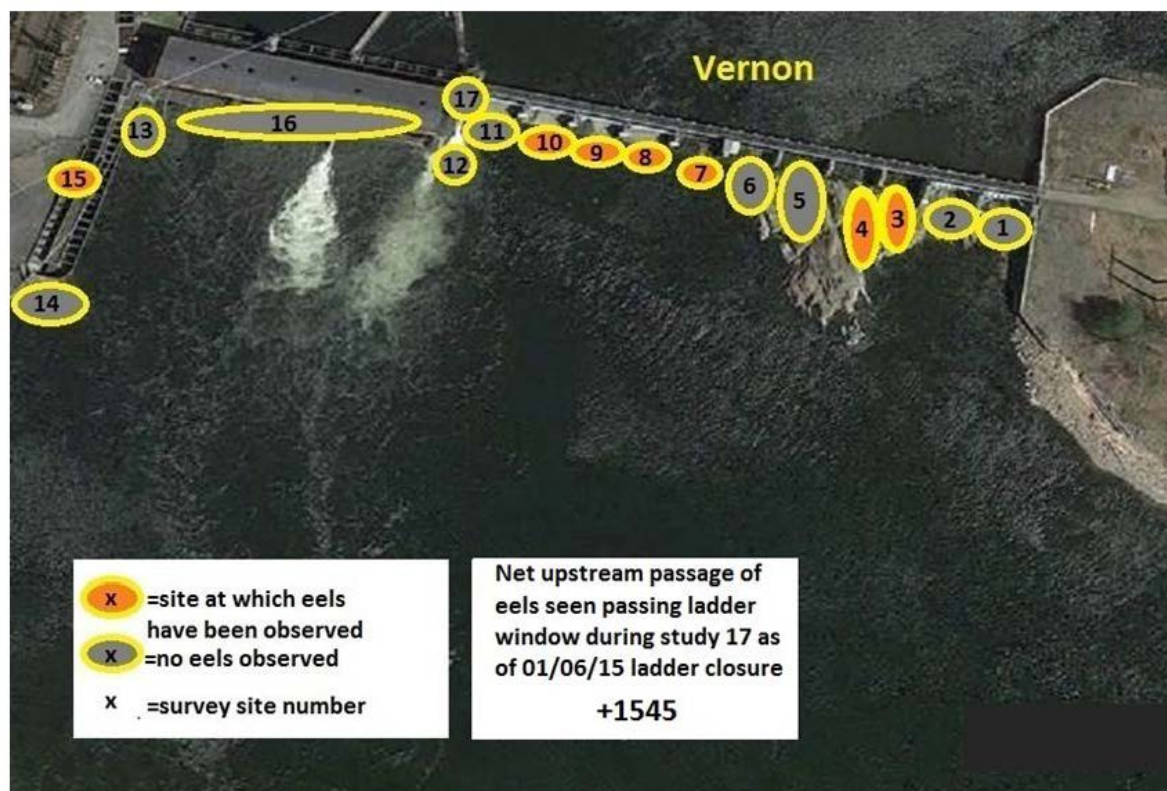 Vernon
17
13
16
11
12
10
9
8
7
15
6
5
4
3
2
1
14
x =site at which eels
have been observed
x =no eels observed
x =survey site number
Net upstream passage of
eels seen passing ladder
window during study 17 as
of 01/06/15 ladder closure
+1545